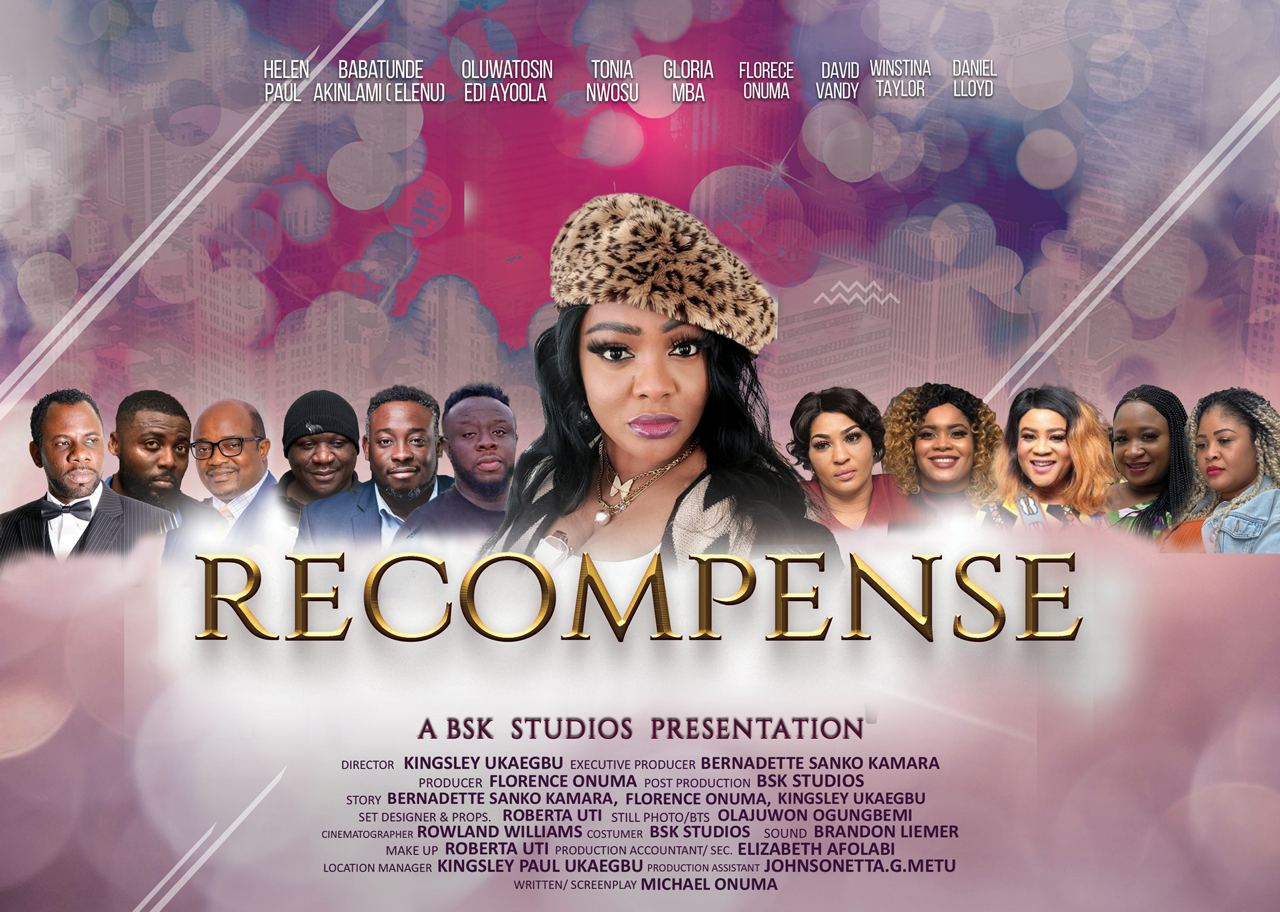 HELEN PAUL
BABATUNDE AKINLAMI ( ELENU)
OLUWATOSIN EDI AYOOLA
TONIA NWOSU
GLORIA MBA
FLORECE ONUMA
DAVID VANDY
WINSTINA TAYLOR
DANIEL LLOYD
RECOMPENSE
A BSK STUDIOS PRESENTATION
DIRECTOR KINGSLEY UKAEGBU EXECUTIVE PRODUCER BERNADETTE SANKO KAMARA
PRODUCER FLORENCE ONUMA POST PRODUCTION BSK STUDIOS
STORY BERNADETTE SANKO KAMARA, FLORENCE ONUMA, KINGSLEY UKAEGBU
SET DESIGNER & PROPS. ROBERTA UTI STILL PHOTO/BTS OLAJUWON OGUNGBEMI
CINEMATOGRAPHER ROWLAND WILLIAMS COSTUMER BSK STUDIOS SOUND BRANDON LIEMER
MAKE UP ROBERTA UTI PRODUCTION ACCOUNTANT/ SEC. ELIZABETH AFOLABI
LOCATION MANAGER KINGSLEY PAUL UKAEGBU PRODUCTION ASSISTANT JOHNSONETTA.G.METU
WRITTEN/ SCREENPLAY MICHAEL ONUMA